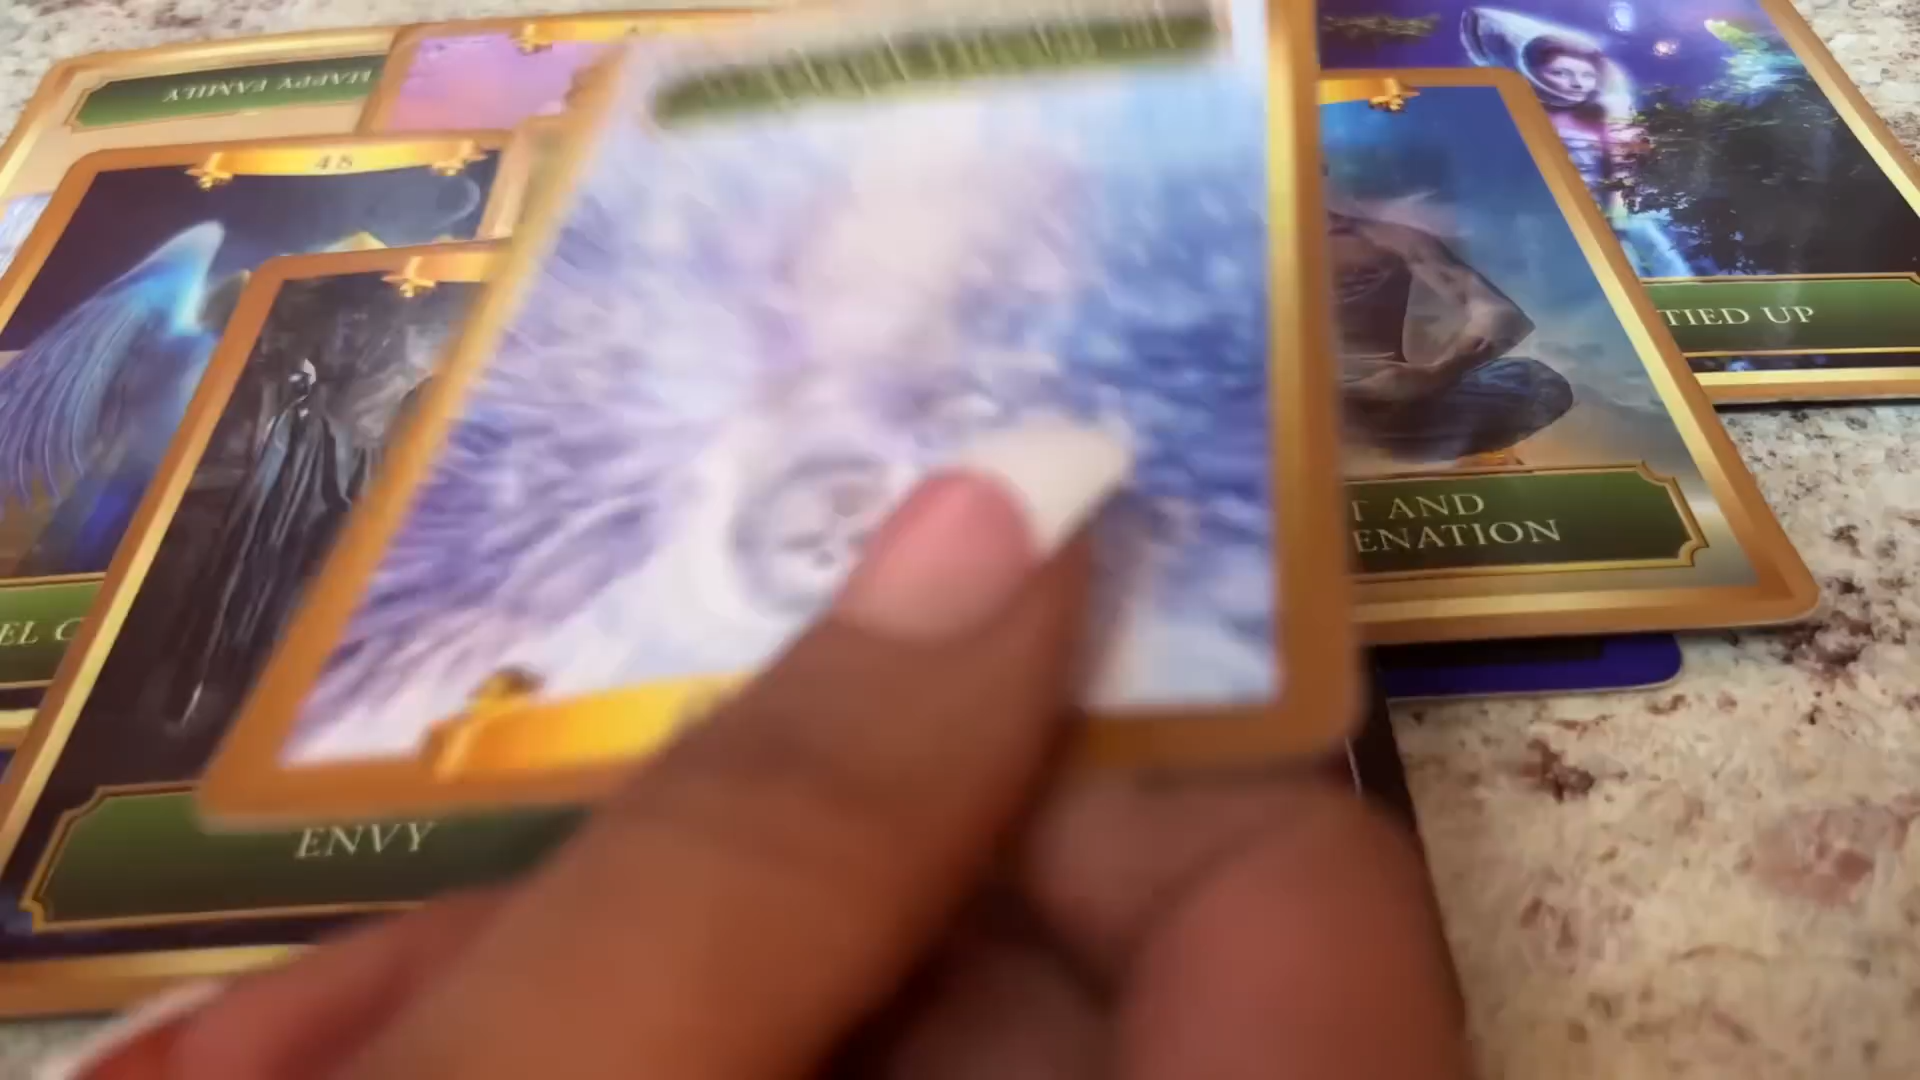 HAPPY FAMILY
48
TIED UP
T AND
ENATION
EL C
ENVY